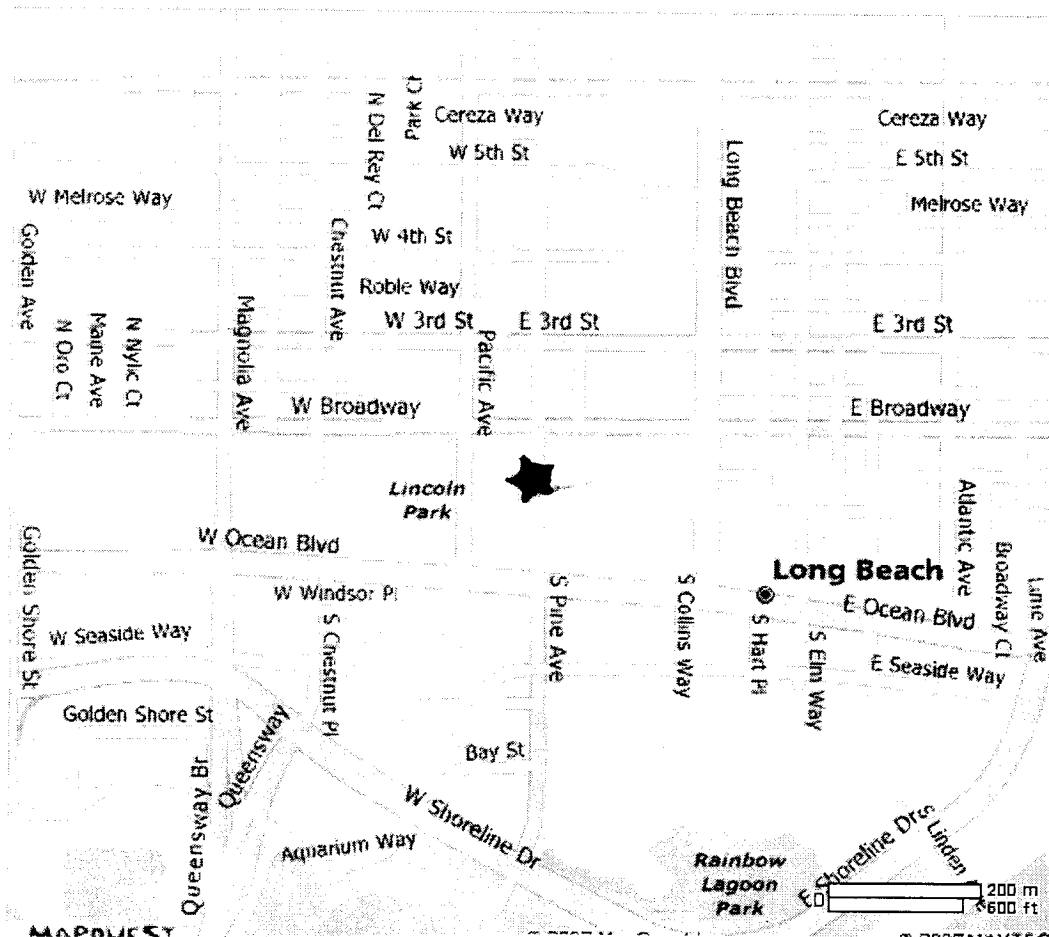 Park Ct
N Del Rey Ct
Cereza Way
Cereza Way
W 5th St
E 5th St
Long Beach Blvd
W Melrose Way
Melrose Way
Golden Ave
Chestnut Ave
W 4th St
Roble Way
Magnolia Ave
N Oro Ct
Maine Ave
N Nylic Ct
W 3rd St
E 3rd St
E 3rd St
Pacific Ave
W Broadway
E Broadway
Lincoln
Park
Atlantic Ave
Golden Shore St
W Ocean Blvd
Broadway Ct
Long Beach
Lime Ave
W Windsor Pl
S Pine Ave
S Collins Way
S Hart Pl
E Ocean Blvd
W Seaside Way
S Chestnut Pl
S Elm Way
E Seaside Way
Golden Shore St
Queensway
Bay St
Queensway Br
W Shoreline Dr
Aquarium Way
E Shoreline Dr
S Linden
Rainbow
Lagoon
Park
200 m
600 ft
0
MAPQUEST